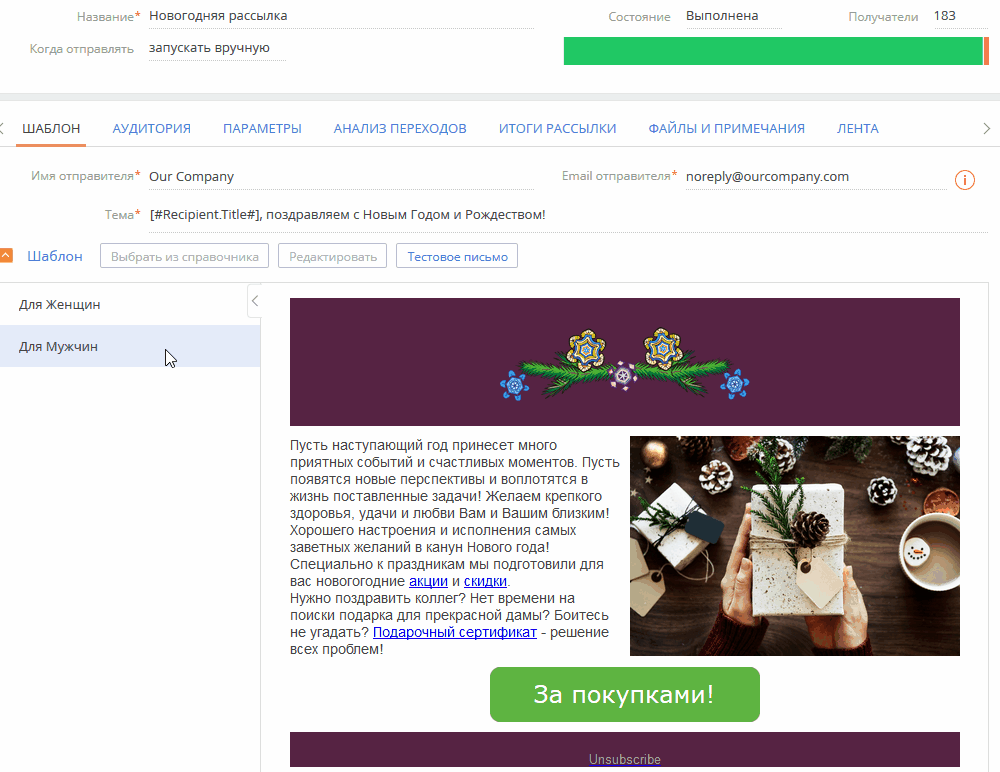 Название* Новогодняя рассылка
Состояние Выполнена
Получатели 183
Когда отправлять запускать вручную
ШАБЛОН АУДИТОРИЯ ПАРАМЕТРЫ АНАЛИЗ ПЕРЕХОДОВ ИТОГИ РАССЫЛКИ ФАЙЛЫ И ПРИМЕЧАНИЯ ЛЕНТА
Имя отправителя* Our Company
Email отправителя* noreply@ourcompany.com
Тема* [#Recipient.Title#], поздравляем с Новым Годом и Рождеством!
Шаблон Выбрать из справочника Редактировать Тестовое письмо
Для Женщин
Для Мужчин
Пусть наступающий год принесет много
приятных событий и счастливых моментов. Пусть
появятся новые перспективы и воплотятся в
жизнь поставленные задачи! Желаем крепкого
здоровья, удачи и любви Вам и Вашим близким!
Хорошего настроения и исполнения самых
заветных желаний в канун Нового года!
Специально к праздникам мы подготовили для
вас новогодние акции и скидки.
Нужно поздравить коллег? Нет времени на
поиски подарка для прекрасной дамы? Боитесь
не угадать? Подарочный сертификат - решение
всех проблем!
За покупками!
Unsubscribe